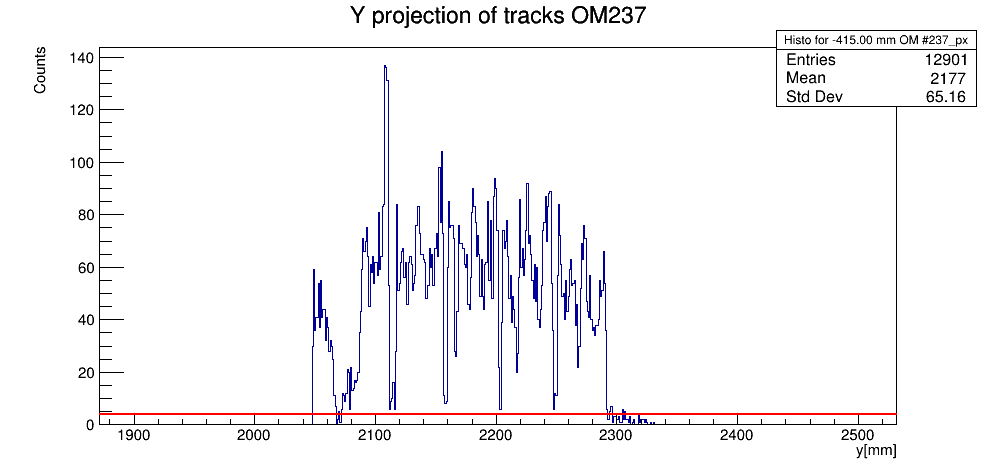 Y projection of tracks OM237
Histo for -415.00 mm OM #237_px
Entries 12901
Mean 2177
Std Dev 65.16
Counts
140
120
100
80
60
40
20
0
1900 2000 2100 2200 2300 2400 2500
y[mm]